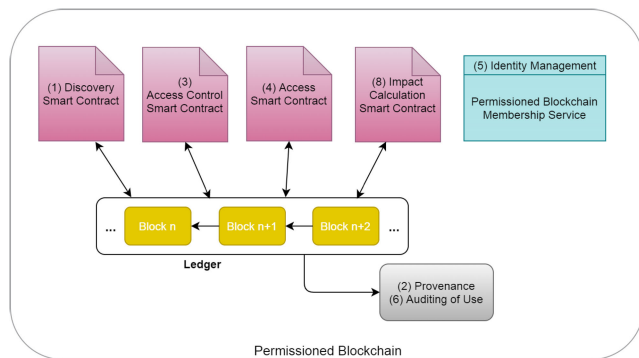 (1) Discovery
Smart Contract
(3)
Access Control
Smart Contract
(4) Access
Smart Contract
(8) Impact
Calculation
Smart Contract
(5) Identity Management
Permissioned Blockchain
Membership Service
... Block n Block n+1 Block n+2 ...
Ledger
(2) Provenance
(6) Auditing of Use
Permissioned Blockchain